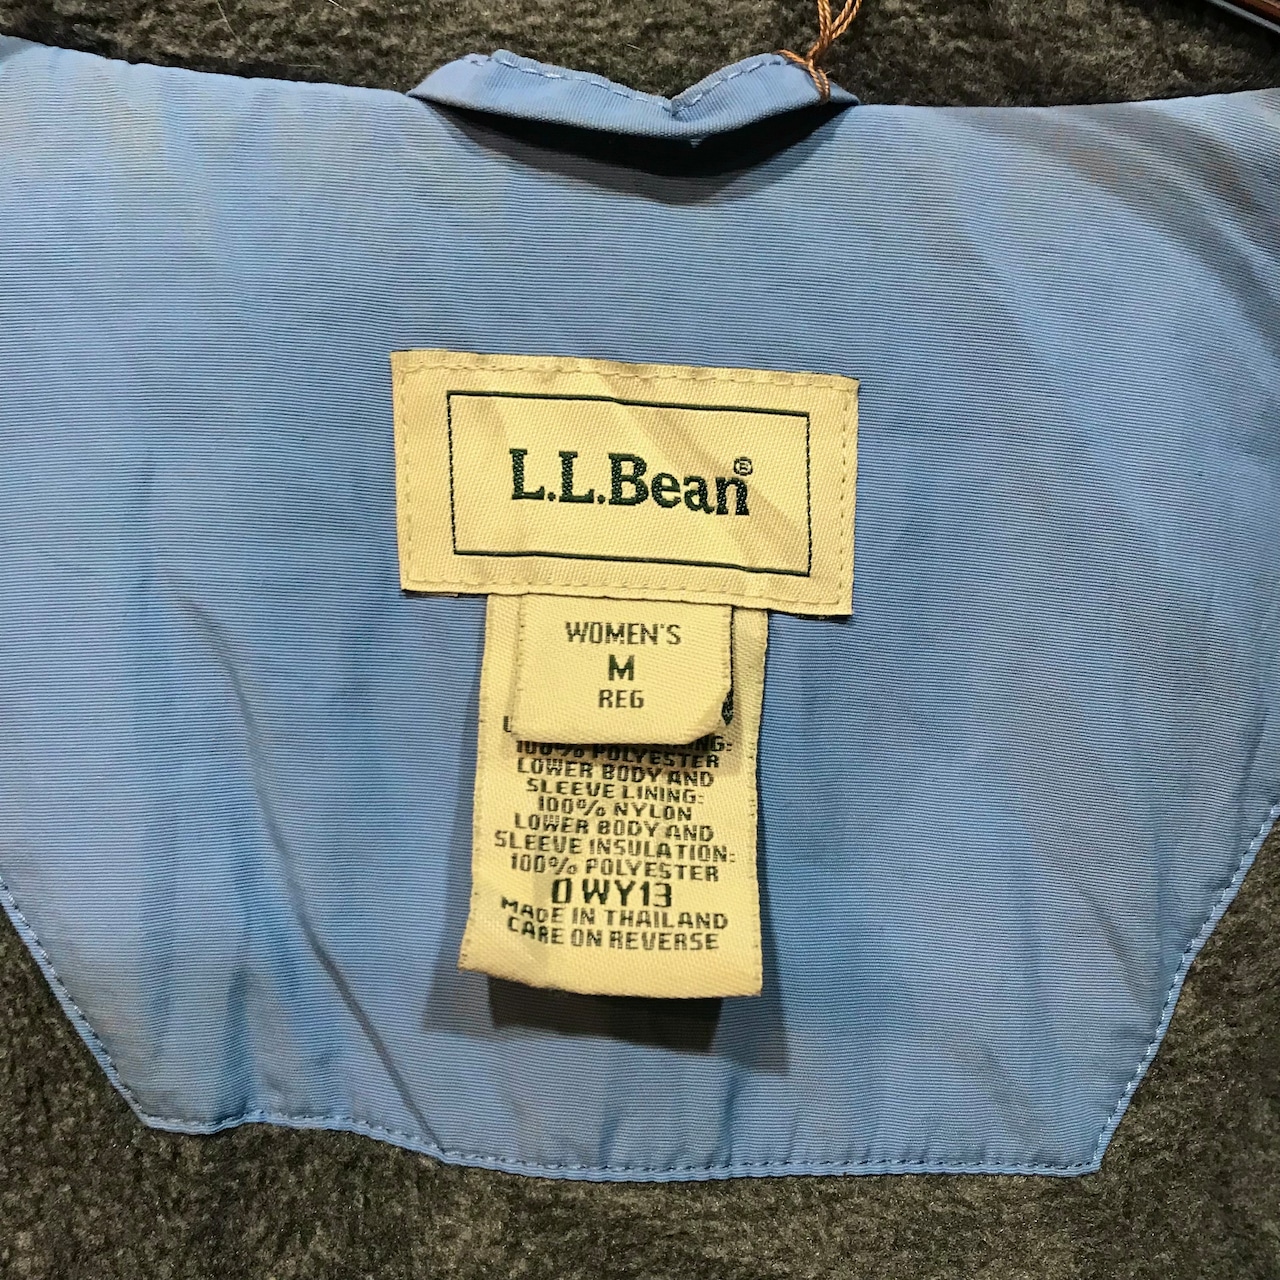 L.L.Bean®
WOMEN'S
M
REG
100% POLYESTER
LOWER BODY AND
SLEEVE LINING:
100% NYLON
LOWER BODY AND
SLEEVE INSULATION:
100% POLYESTER
0 WY13
MADE IN THAILAND
CARE ON REVERSE